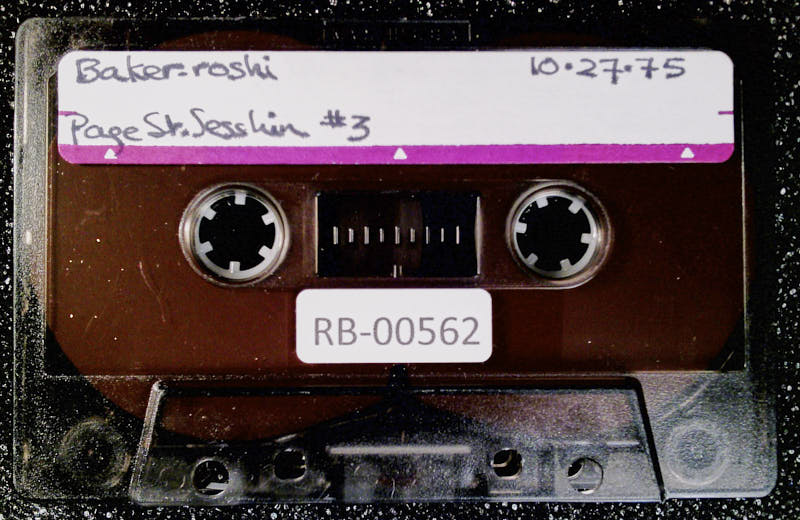 Baker-roshi 10·27·75
Page St. Sesshin #3
RB-00562